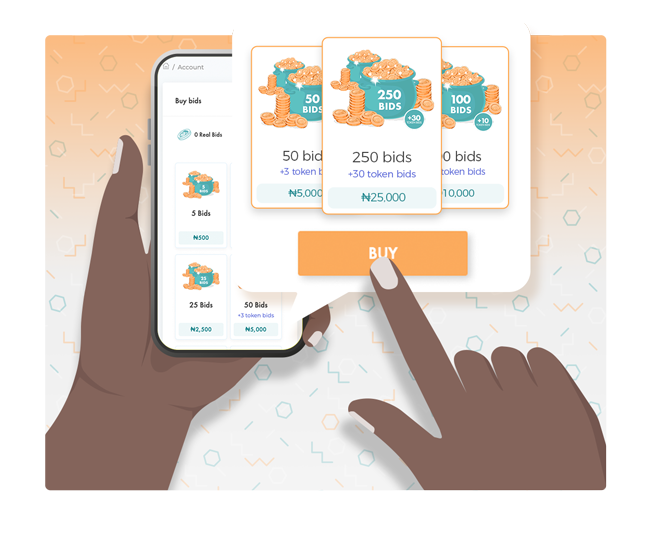 / Account
Buy bids
0 Real Bids
5
BIDS
5 Bids
₦500
25
BIDS
25 Bids
₦2,500
50 Bids
+3 token bids
₦5,000
50
BIDS
50 bid
+3 token b
₦5,000
250
BIDS
+30
250 bids
+30 token bids
₦25,000
100
BIDS
+10
0 bids
token bids
10,000
BUY